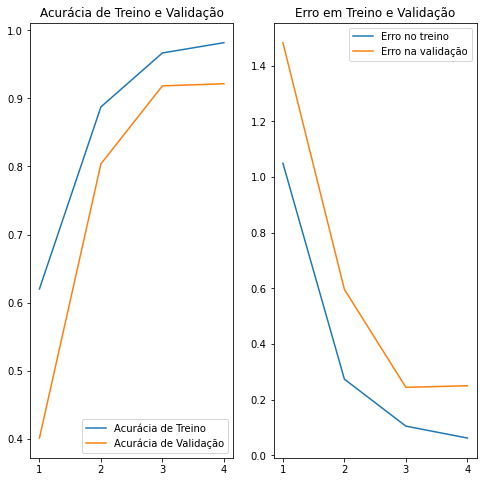 Acurácia de Treino e Validação
1.0
0.9
0.8
0.7
0.6
0.5
0.4
1 2 3 4
Acurácia de Treino
Acurácia de Validação
Erro em Treino e Validação
Erro no treino
Erro na validação
1.4
1.2
1.0
0.8
0.6
0.4
0.2
0.0
1 2 3 4